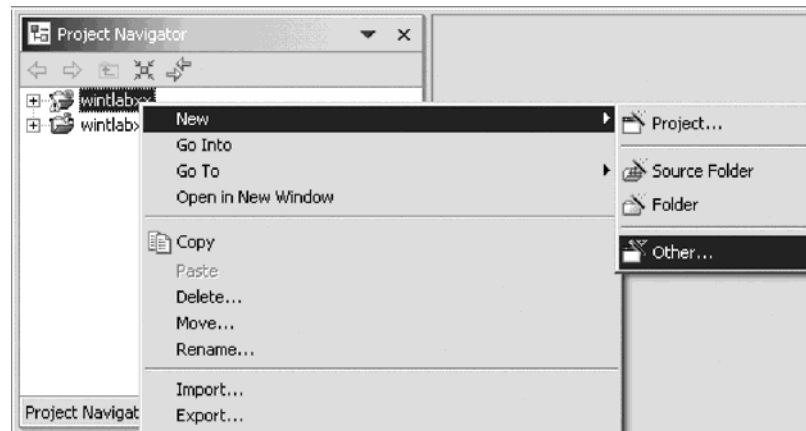 Project Navigator
wintlabxx
wintlabx
New
Go Into
Go To
Open in New Window
Copy
Paste
Delete...
Move...
Rename...
Import...
Export...
Project...
Source Folder
Folder
Other...
Project Navigat